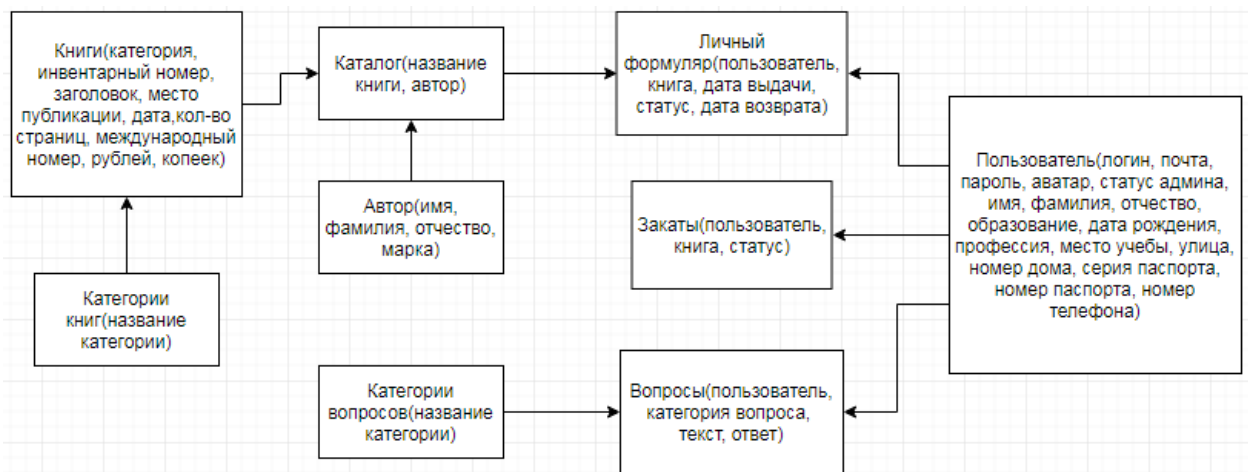 Книги(категория,
инвентарный номер,
заголовок, место
публикации, дата,кол-во
страниц, международный
номер, рублей, копеек)
Каталог(название
книги, автор)
Личный
формуляр(пользователь,
книга, дата выдачи,
статус, дата возврата)
Пользователь(логин, почта,
пароль, аватар, статус админа,
имя, фамилия, отчество,
образование, дата рождения,
профессия, место учебы, улица,
номер дома, серия паспорта,
номер паспорта, номер
телефона)
Автор(имя,
фамилия, отчество,
марка)
Закаты(пользователь,
книга, статус)
Категории
книг(название
категории)
Категории
вопросов(название
категории)
Вопросы(пользователь,
категория вопроса,
текст, ответ)